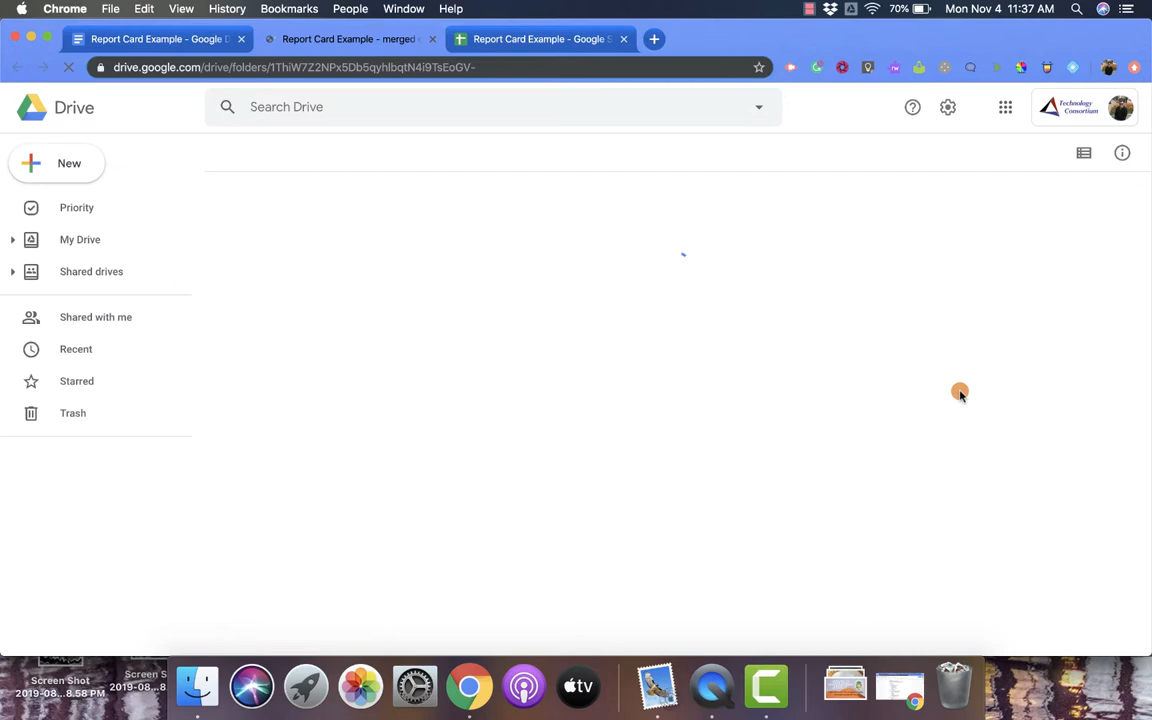 Chrome File Edit View History Bookmarks People Window Help 70% Mon Nov 4 11:37 AM
Report Card Example - Google D Report Card Example - merged Report Card Example - Google S
drive.google.com/drive/folders/1ThiW7Z2NPx5Db5qyhlbqtN4i9TsEoGV-
Drive Search Drive Technology Consortium
New
Priority
My Drive
Shared drives
Shared with me
Recent
Starred
Trash
Screen Shot 2019-08...8.58 PM
Screen S 2019-08...8
tv